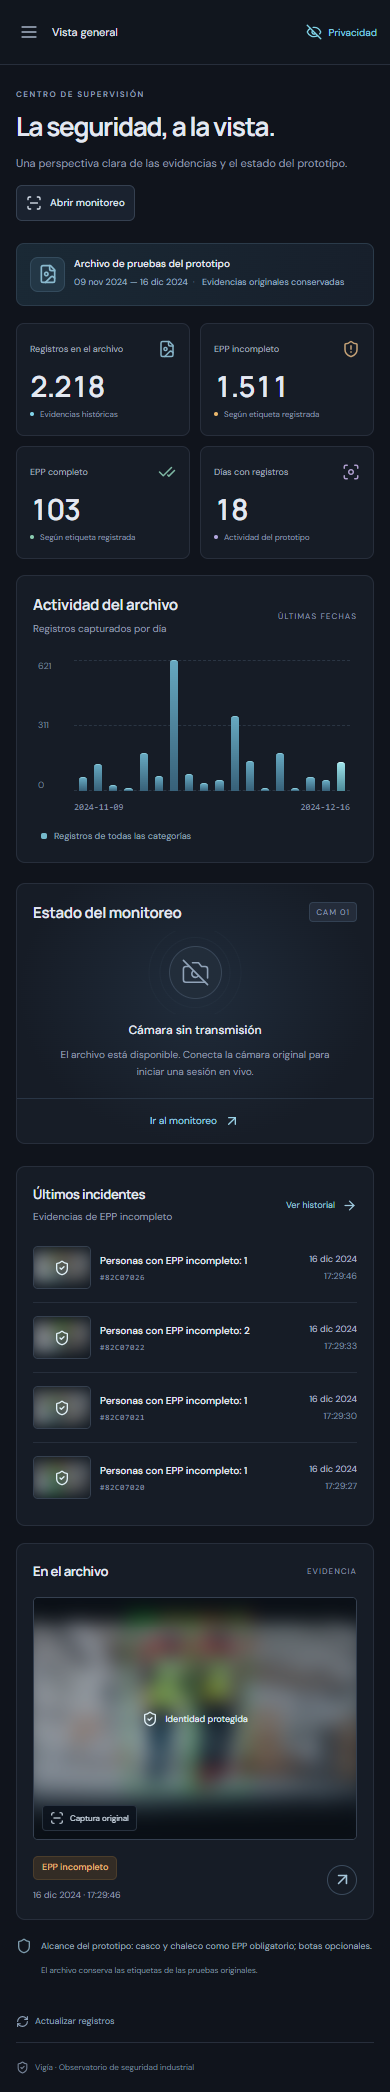 Vista general
Privacidad
CENTRO DE SUPERVISIÓN
La seguridad, a la vista.
Una perspectiva clara de las evidencias y el estado del prototipo.
Abrir monitoreo
Archivo de pruebas del prototipo
09 nov 2024 — 16 dic 2024 · Evidencias originales conservadas
Registros en el archivo
2.218
Evidencias históricas
EPP incompleto
1.511
Según etiqueta registrada
EPP completo
103
Según etiqueta registrada
Días con registros
18
Actividad del prototipo
Actividad del archivo
Registros capturados por día
ÚLTIMAS FECHAS
621
311
0
2024-11-09
2024-12-16
Registros de todas las categorías
Estado del monitoreo
CAM 01
Cámara sin transmisión
El archivo está disponible. Conecta la cámara original para
iniciar una sesión en vivo.
Ir al monitoreo
Últimos incidentes
Evidencias de EPP incompleto
Ver historial
Personas con EPP incompleto: 1
#82C07026
16 dic 2024
17:29:46
Personas con EPP incompleto: 2
#82C07022
16 dic 2024
17:29:33
Personas con EPP incompleto: 1
#82C07021
16 dic 2024
17:29:30
Personas con EPP incompleto: 1
#82C07020
16 dic 2024
17:29:27
En el archivo
EVIDENCIA
Identidad protegida
Captura original
EPP incompleto
16 dic 2024 · 17:29:46
Alcance del prototipo: casco y chaleco como EPP obligatorio; botas opcionales.
El archivo conserva las etiquetas de las pruebas originales.
Actualizar registros
Vigía · Observatorio de seguridad industrial